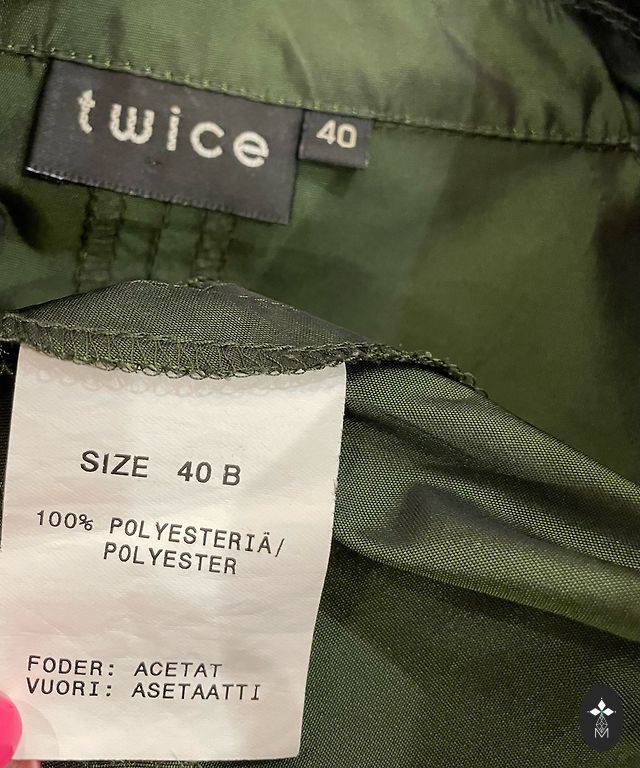 twice
40
SIZE 40 B
100% POLYESTERIÄ/
POLYESTER
FODER: ACETAT
VUORI: ASETAATTI
M